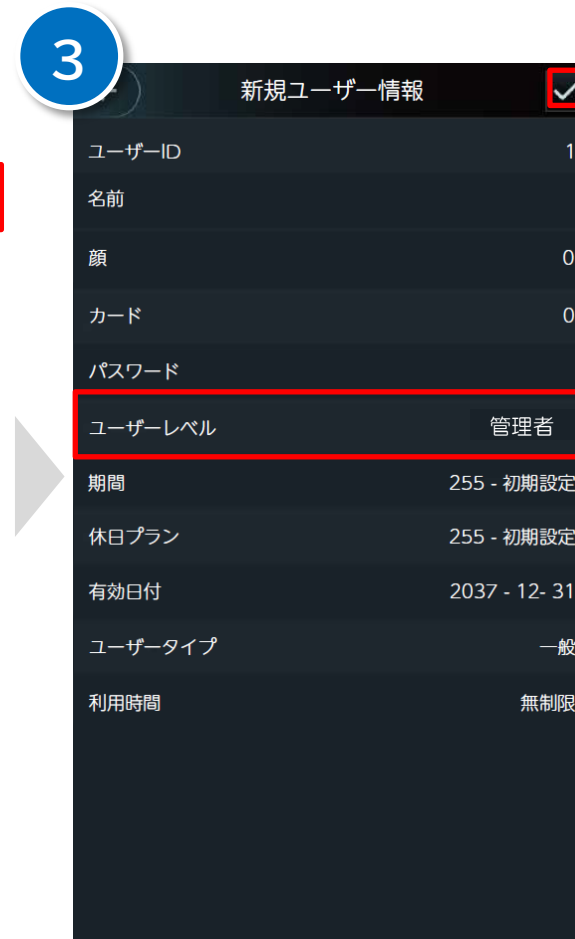 3
新規ユーザー情報
ユーザーID 1
名前
顔 0
カード 0
パスワード
ユーザーレベル 管理者
期間 255 - 初期設定
休日プラン 255 - 初期設定
有効日付 2037 - 12- 31
ユーザータイプ 一般
利用時間 無制限